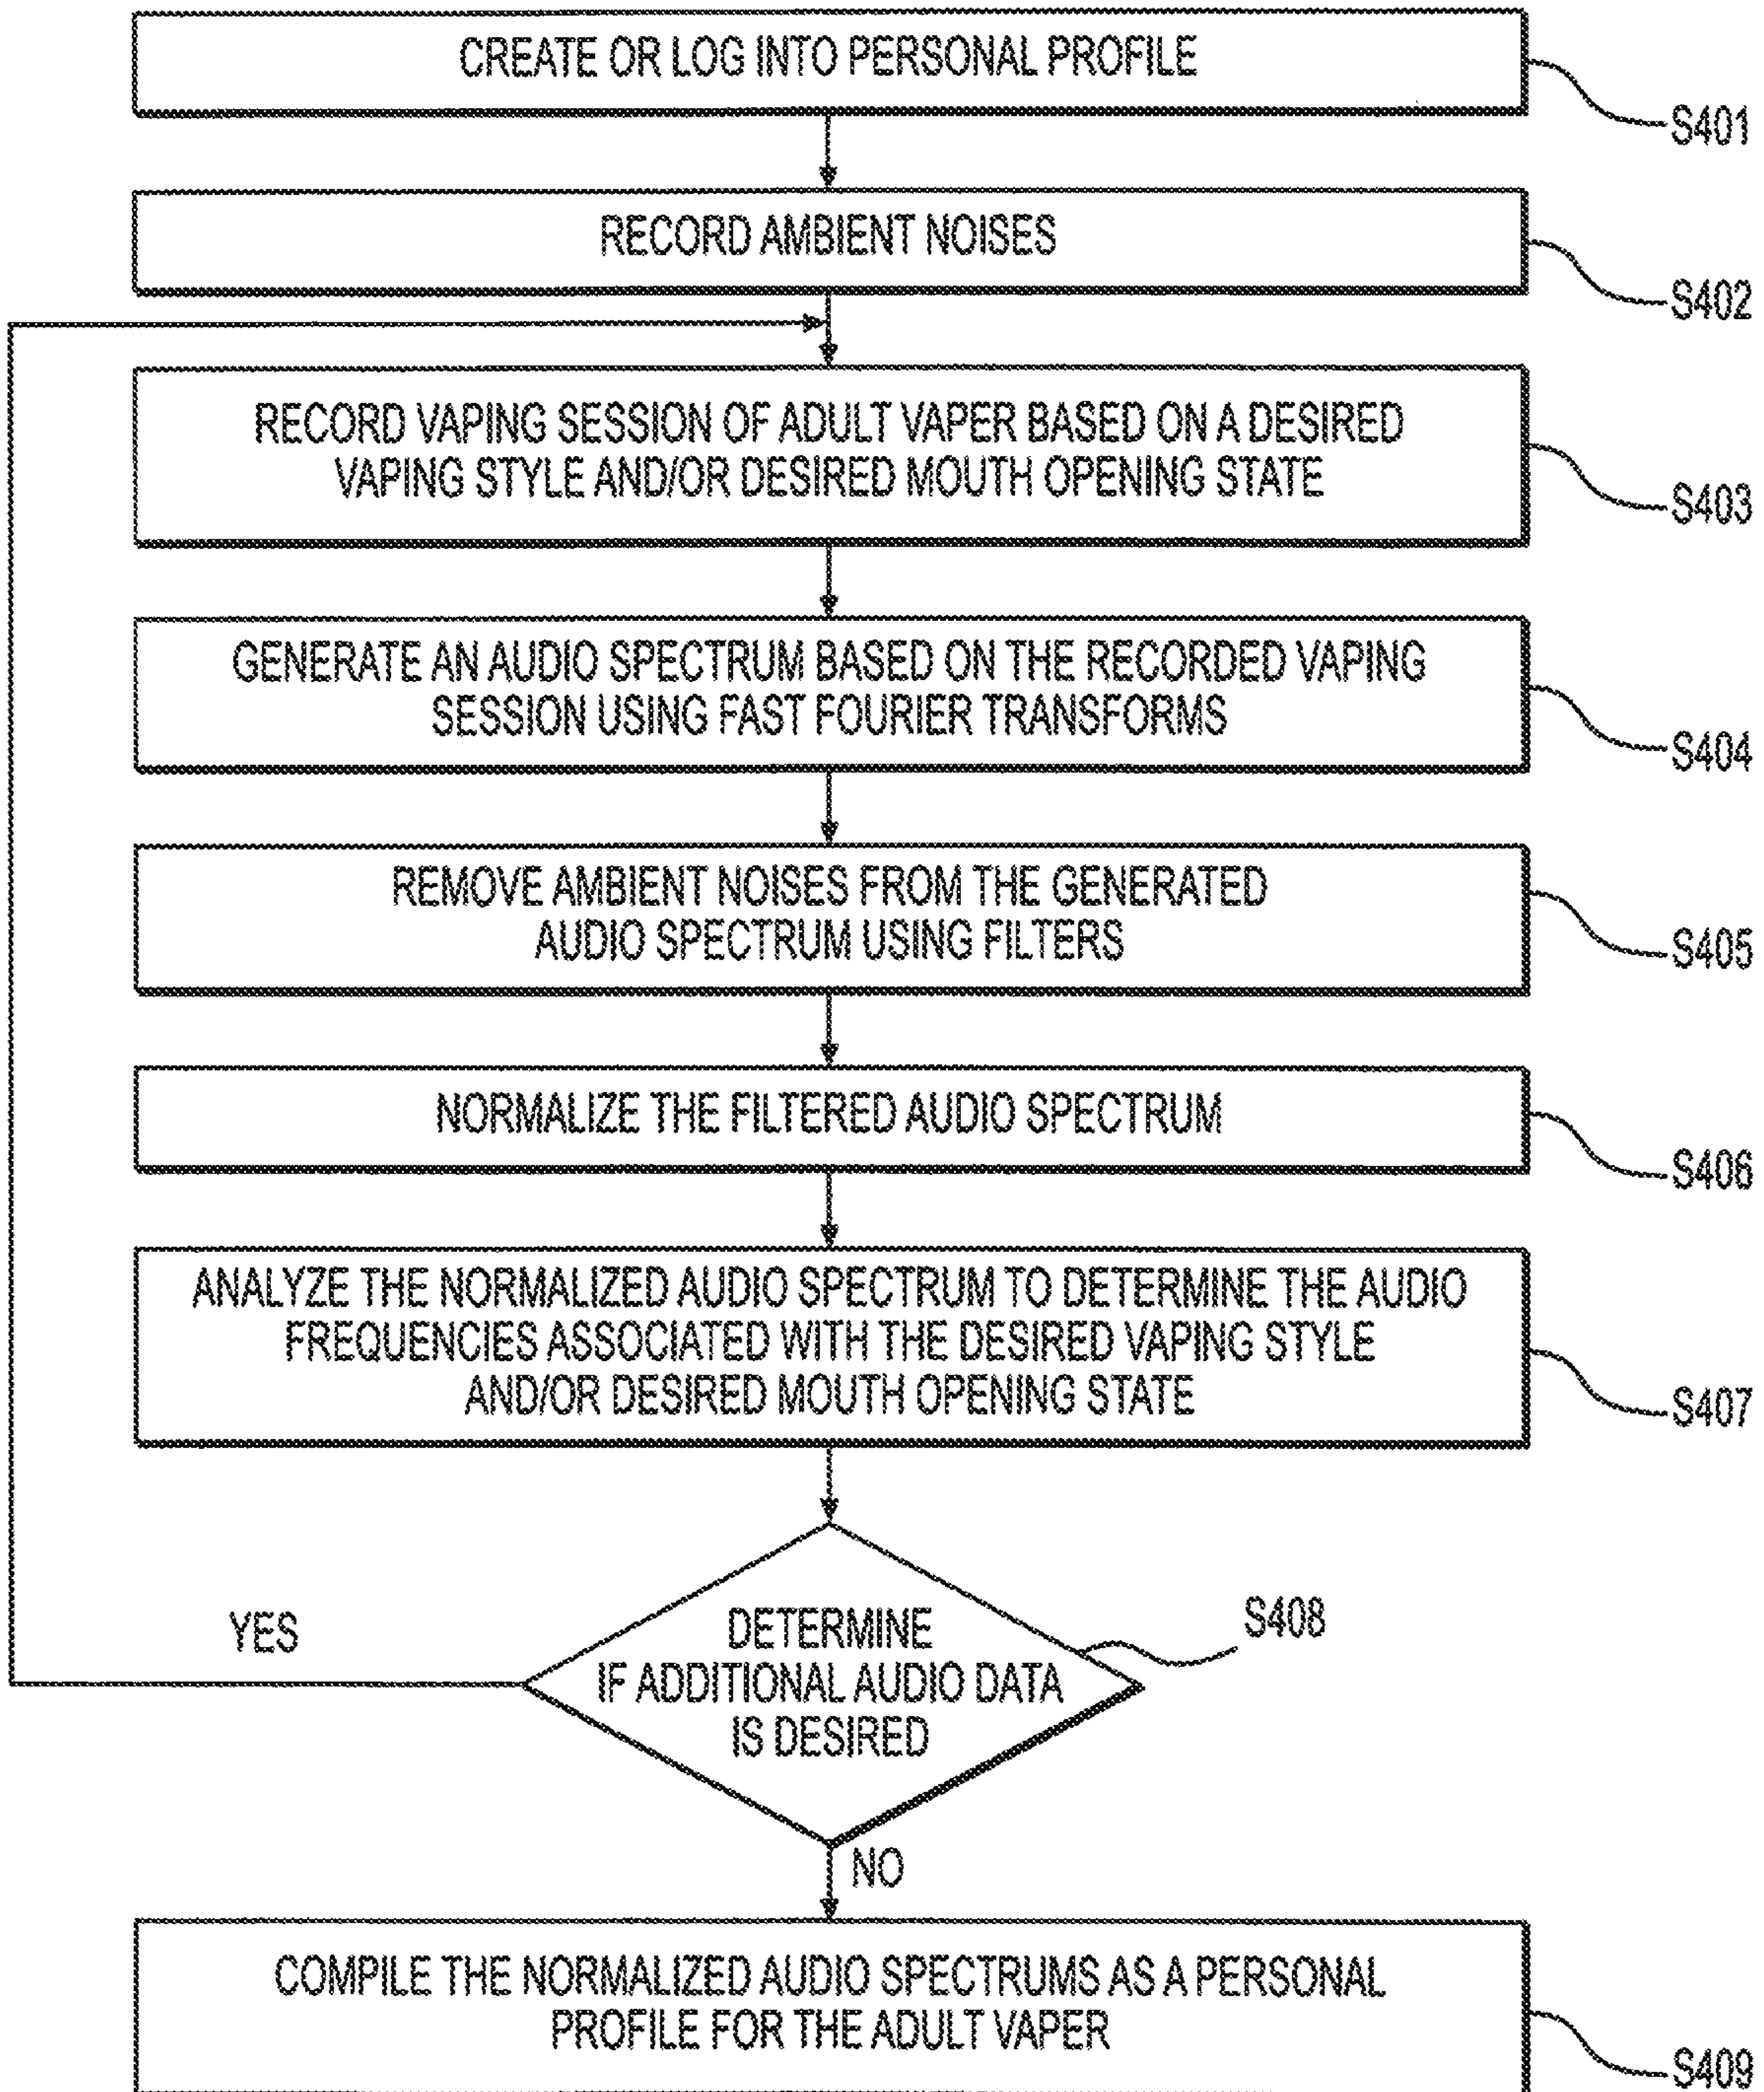 CREATE OR LOG INTO PERSONAL PROFILE
S401
RECORD AMBIENT NOISES
S402
RECORD VAPING SESSION OF ADULT VAPER BASED ON A DESIRED
VAPING STYLE AND/OR DESIRED MOUTH OPENING STATE
S403
GENERATE AN AUDIO SPECTRUM BASED ON THE RECORDED VAPING
SESSION USING FAST FOURIER TRANSFORMS
S404
REMOVE AMBIENT NOISES FROM THE GENERATED
AUDIO SPECTRUM USING FILTERS
S405
NORMALIZE THE FILTERED AUDIO SPECTRUM
S406
ANALYZE THE NORMALIZED AUDIO SPECTRUM TO DETERMINE THE AUDIO
FREQUENCIES ASSOCIATED WITH THE DESIRED VAPING STYLE
AND/OR DESIRED MOUTH OPENING STATE
S407
YES
DETERMINE
IF ADDITIONAL AUDIO DATA
IS DESIRED
S408
NO
COMPILE THE NORMALIZED AUDIO SPECTRUMS AS A PERSONAL
PROFILE FOR THE ADULT VAPER
S409